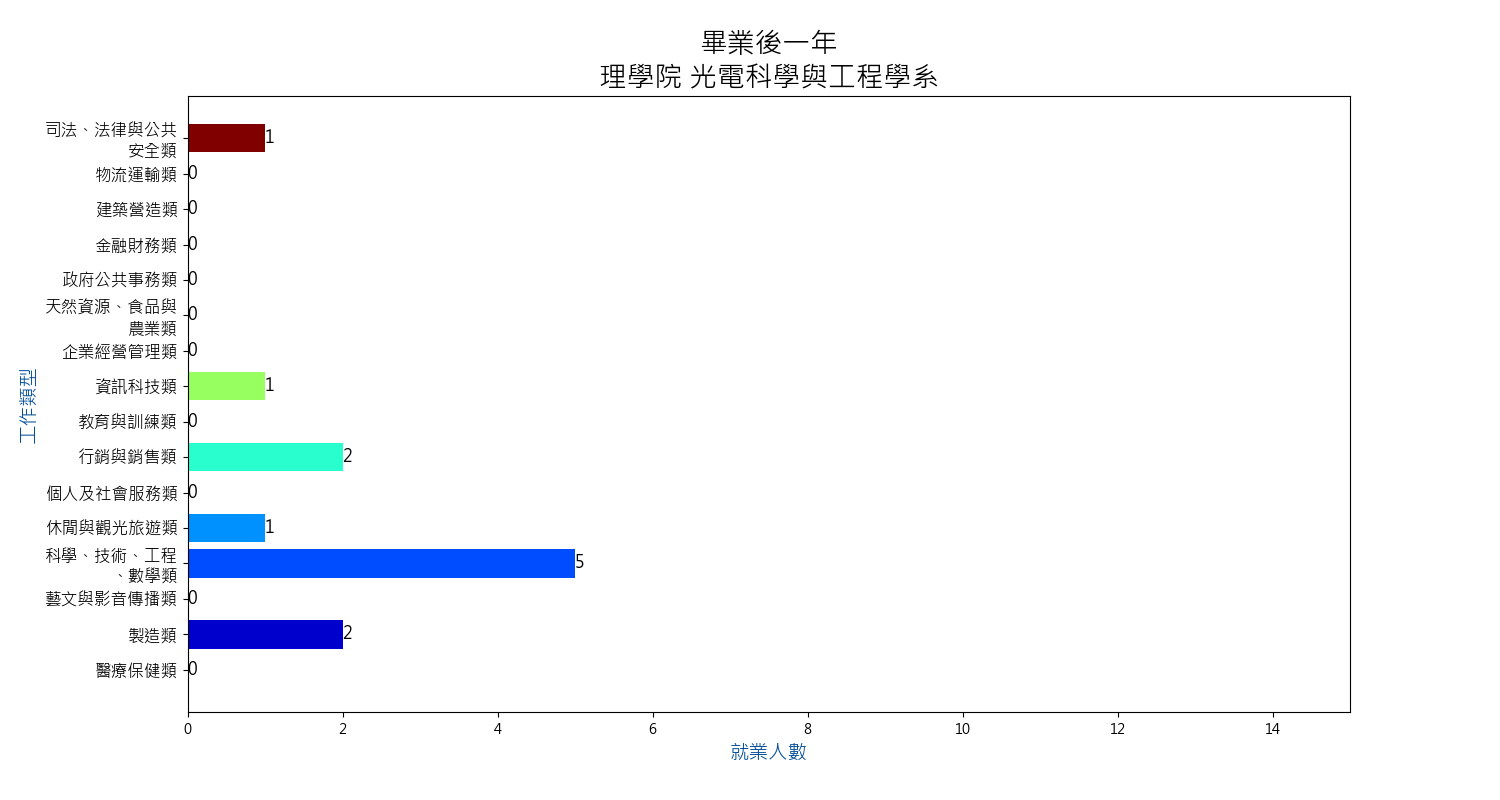 畢業後一年
理學院 光電科學與工程學系
司法、法律與公共
安全類
1
物流運輸類
0
建築營造類
0
金融財務類
0
政府公共事務類
0
天然資源、食品與
農業類
0
企業經營管理類
0
資訊科技類
1
教育與訓練類
0
行銷與銷售類
2
個人及社會服務類
0
休閒與觀光旅遊類
1
科學、技術、工程
、數學類
5
藝文與影音傳播類
0
製造類
2
醫療保健類
0
工作類型
0 2 4 6 8 10 12 14
就業人數